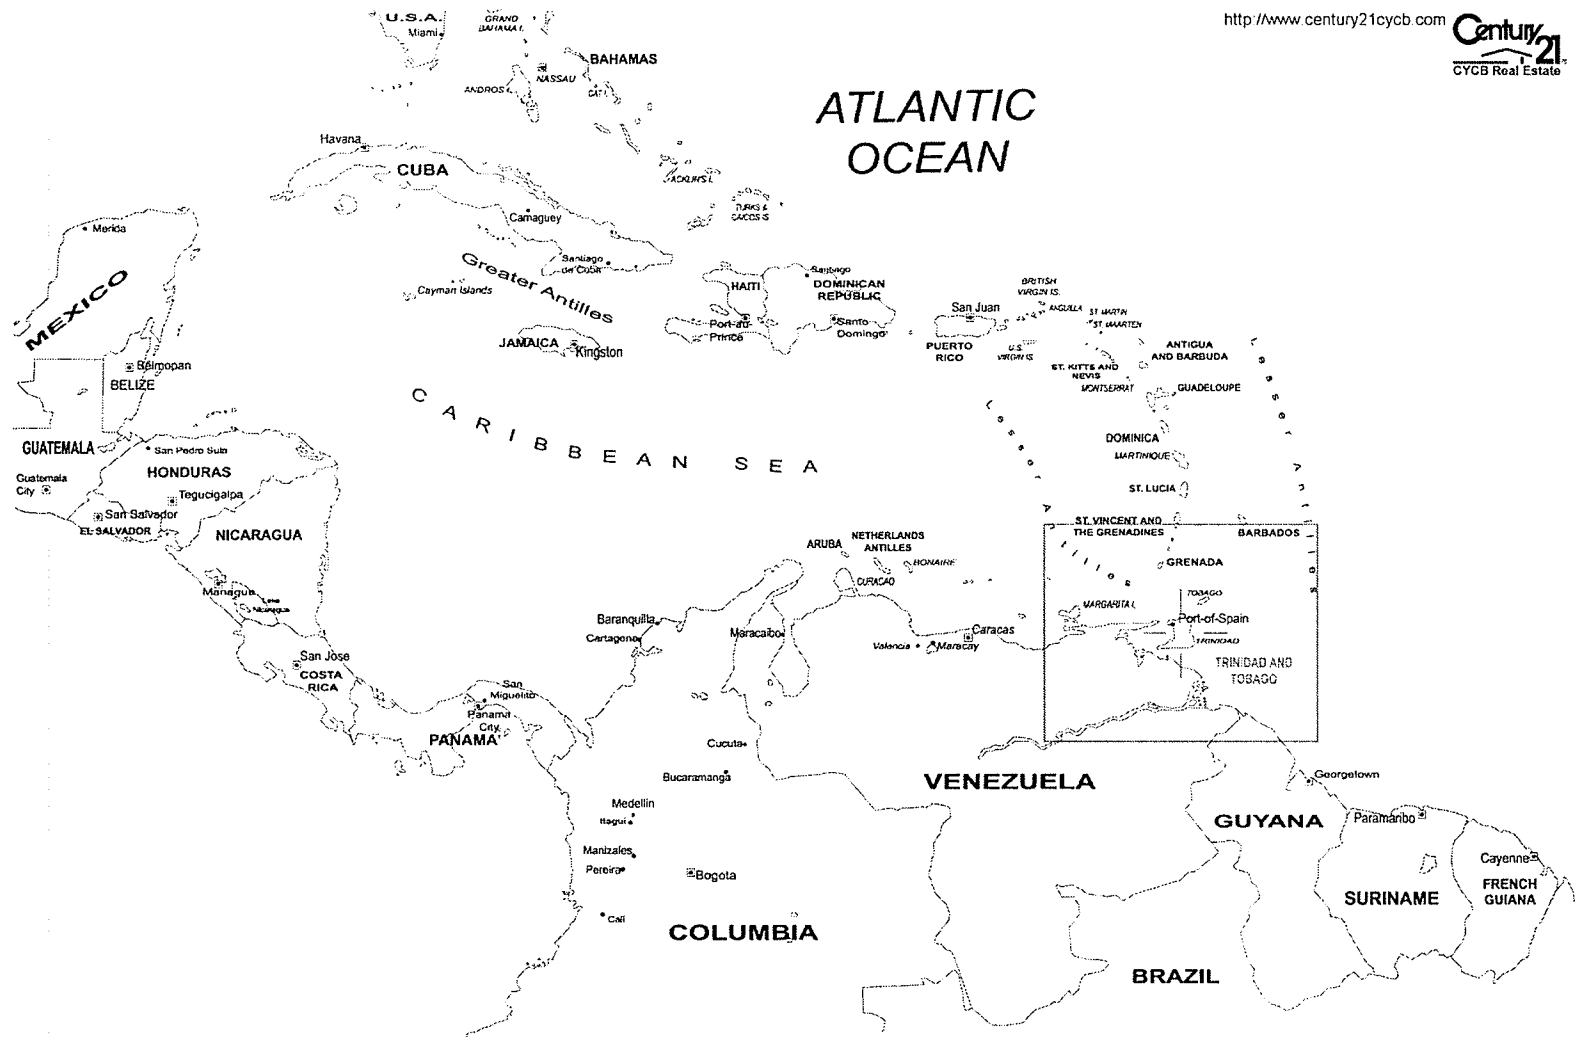 http://www.century21cycb.com
Century 21
CYCB Real Estate
U.S.A.
Miami
GRAND
BAHAMA I.
BAHAMAS
NASSAU
ANDROS I.
CAT I.
ATLANTIC
OCEAN
Havana
CUBA
ACKLIN'S I.
TURKS &
CAICOS IS
Camaguey
Merida
MEXICO
Santiago
de Cuba
Greater Antilles
Cayman Islands
HAITI
Santiago
DOMINICAN
REPUBLIC
Port-au-
Prince
Santo
Domingo
JAMAICA
Kingston
San Juan
PUERTO
RICO
BRITISH
VIRGIN IS.
ANGUILLA
ST. MARTIN
ST. MAARTEN
U.S.
VIRGIN IS.
ANTIGUA
AND BARBUDA
ST. KITTS AND
NEVIS
MONTSERRAT
GUADELOUPE
Belmopan
BELIZE
CARIBBEAN SEA
Lesser Antilles
Lesser Antilles
DOMINICA
MARTINIQUE
ST. LUCIA
GUATEMALA
San Pedro Sula
HONDURAS
Guatemala
City
Tegucigalpa
San Salvador
EL SALVADOR
NICARAGUA
ST. VINCENT AND
THE GRENADINES
BARBADOS
ARUBA
NETHERLANDS
ANTILLES
BONAIRE
CURACAO
GRENADA
Managua
Lake
Nicaragua
TOBAGO
MARGARITA I.
Port-of-Spain
TRINIDAD
TRINIDAD AND
TOBAGO
Baranquilla
Cartagena
Maracaibo
Caracas
Valencia
Maracay
San Jose
COSTA
RICA
San
Miguelito
Panama
City
PANAMA
Cucuta
Bucaramanga
VENEZUELA
Georgetown
Medellin
Itagui
GUYANA
Paramaribo
Manizales
Pereira
Bogota
Cayenne
FRENCH
GUIANA
SURINAME
Cali
COLUMBIA
BRAZIL